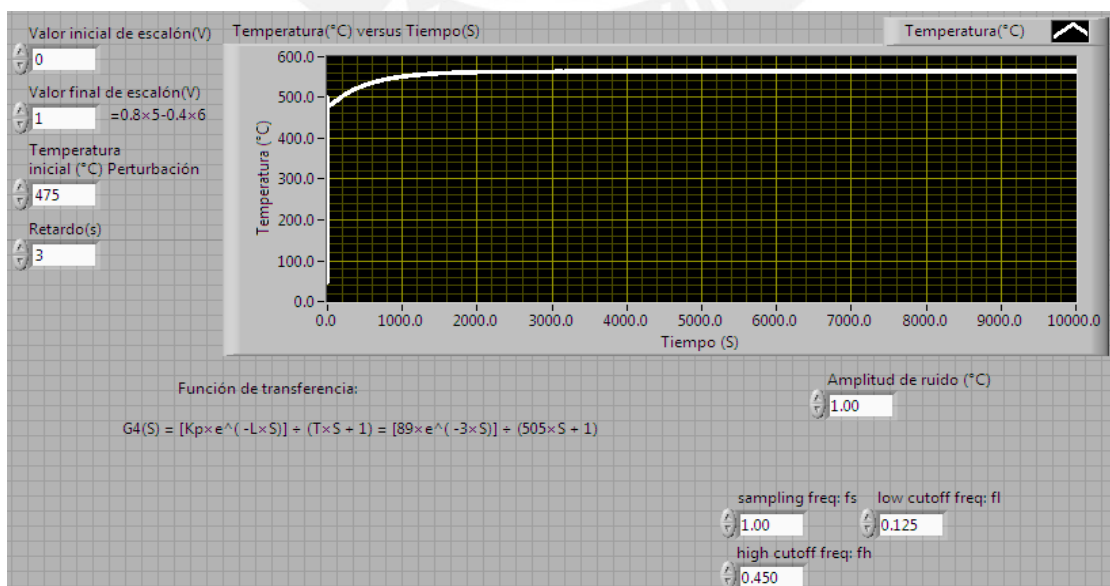 Valor inicial de escalón(V)
0
Valor final de escalón(V)
1 =0.8×5-0.4×6
Temperatura
inicial (°C) Perturbación
475
Retardo(s)
3
Temperatura(°C) versus Tiempo(S)
Temperatura(°C)
Temperatura (°C)
600.0
500.0
400.0
300.0
200.0
100.0
0.0
0.0 1000.0 2000.0 3000.0 4000.0 5000.0 6000.0 7000.0 8000.0 9000.0 10000.0
Tiempo (S)
Función de transferencia:
G4(S) = [Kp×e^( -L×S)] ÷ (T×S + 1) = [89×e^( -3×S)] ÷ (505×S + 1)
Amplitud de ruido (°C)
1.00
sampling freq: fs low cutoff freq: fl
1.00 0.125
high cutoff freq: fh
0.450